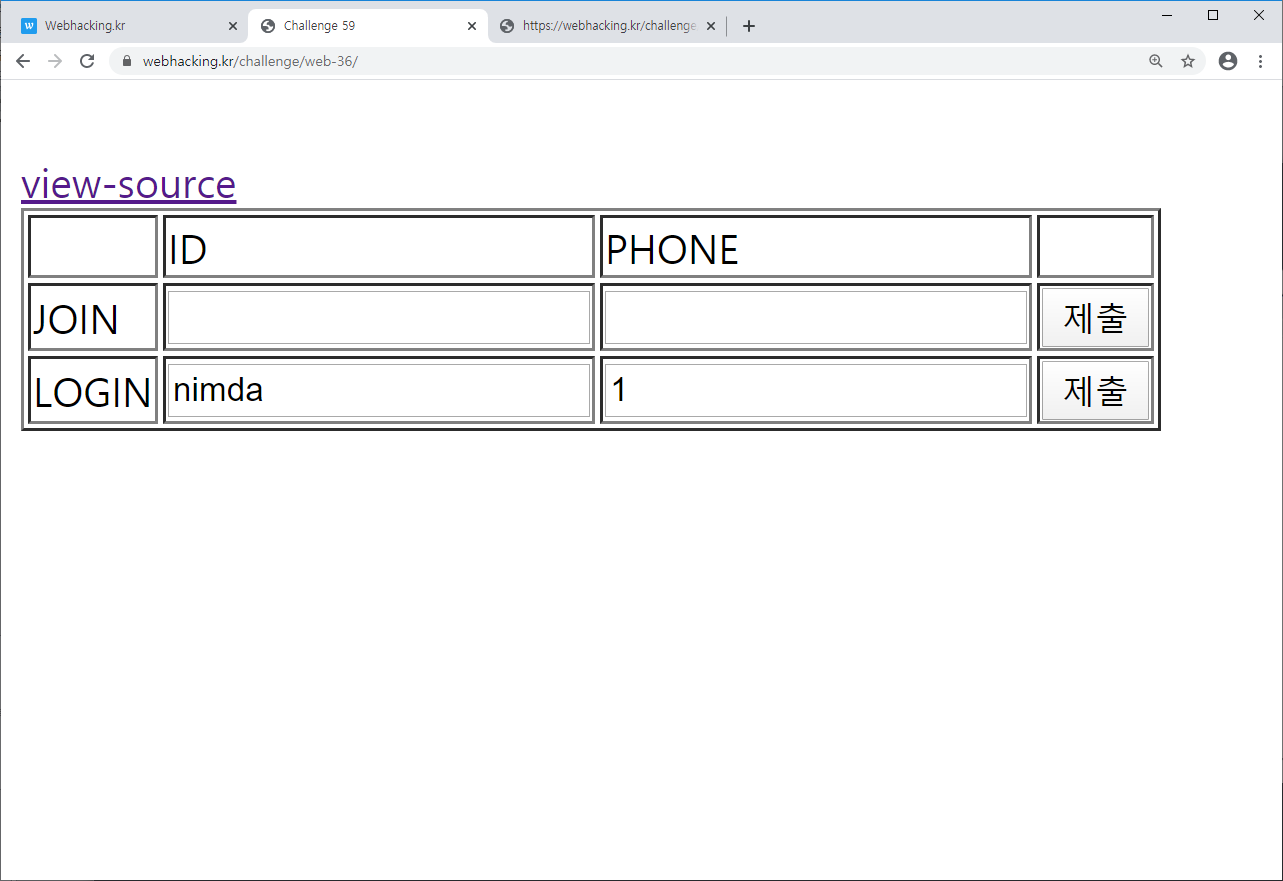 Webhacking.kr
Challenge 59
https://webhacking.kr/challenge
webhacking.kr/challenge/web-36/
view-source
ID PHONE
JOIN 제출
LOGIN nimda 1 제출